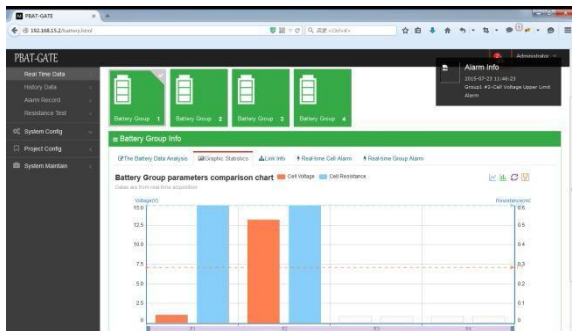 PBAT-GATE
192.168.15.2/battery.html
PBAT-GATE
Administrator
Real Time Data
History Data
Alarm Record
Resistance Test
System Config
Project Config
System Maintain
Battery Group 1
Battery Group 2
Battery Group 3
Battery Group 4
Alarm Info
2015-07-23 11:46:23
Group1 #2-Cell Voltage Upper Limit
Alarm
Battery Group Info
The Battery Data Analysis
Graphic Statistics
Link Info
Real-time Cell Alarm
Real-time Group Alarm
Battery Group parameters comparison chart
Cell Voltage
Cell Resistance
Datas are from real-time acquisition
Voltage(V)
15.0
12.5
10.0
7.5
5.0
2.5
0
0.6
0.5
0.4
0.3
0.2
0.1
0